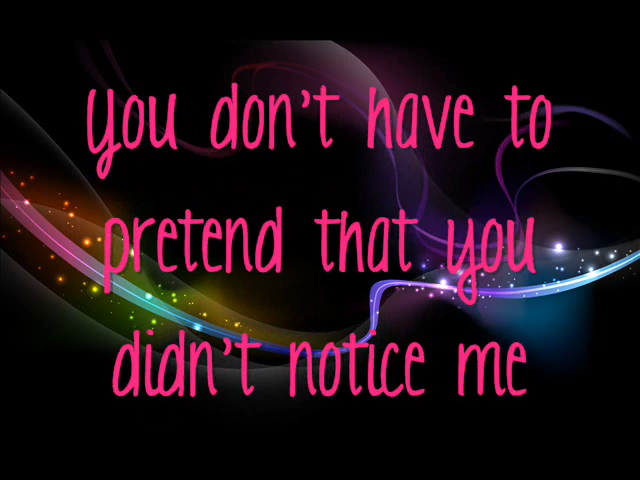 You don't have to
pretend that you
didn't notice me